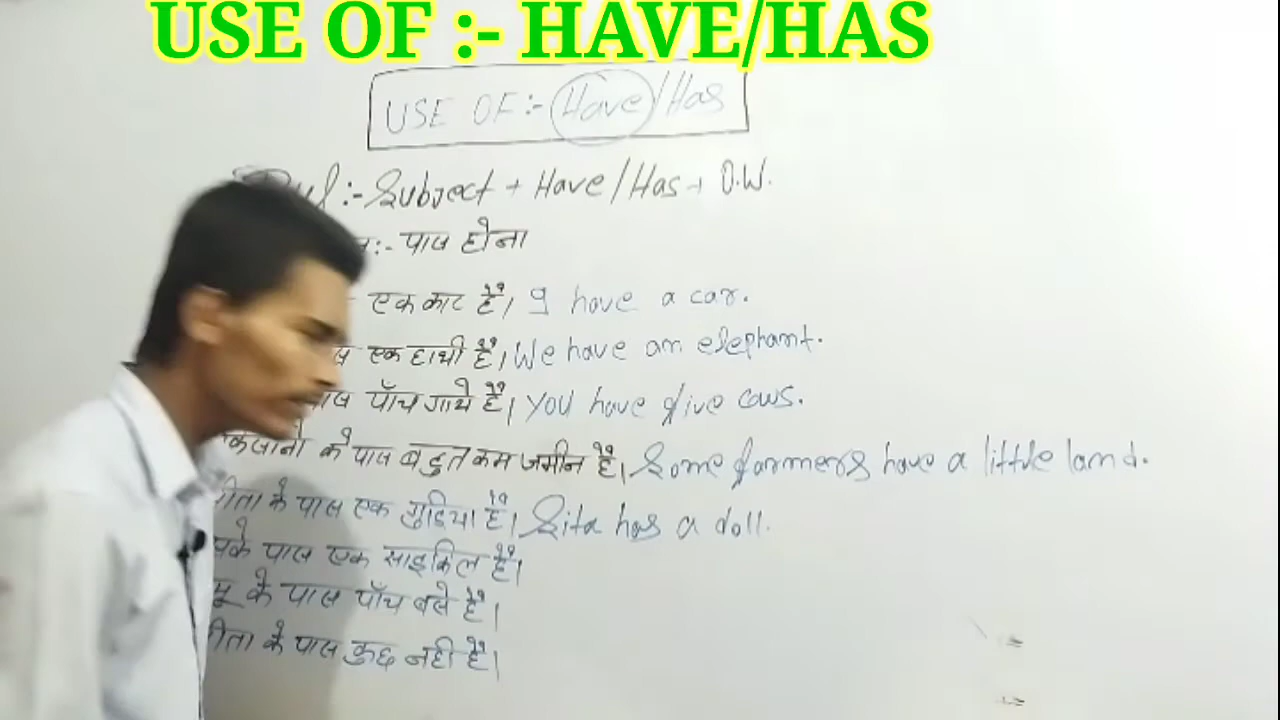 USE OF :- HAVE/HAS
USE OF :- Have/Has
:- Subject + Have/Has + O.W.
:- पास होना
एक कार है। I have a car.
एक हाथी है। We have an elephant.
पाँच गाये है। You have five cows.
के पास बहुत कम जमीन है। Some farmers have a little land.
के पास एक गुडिया है। Sita has a doll.
के पास एक साइकिल है।
के पास पाँच बसे है।
के पास कुछ नही है।